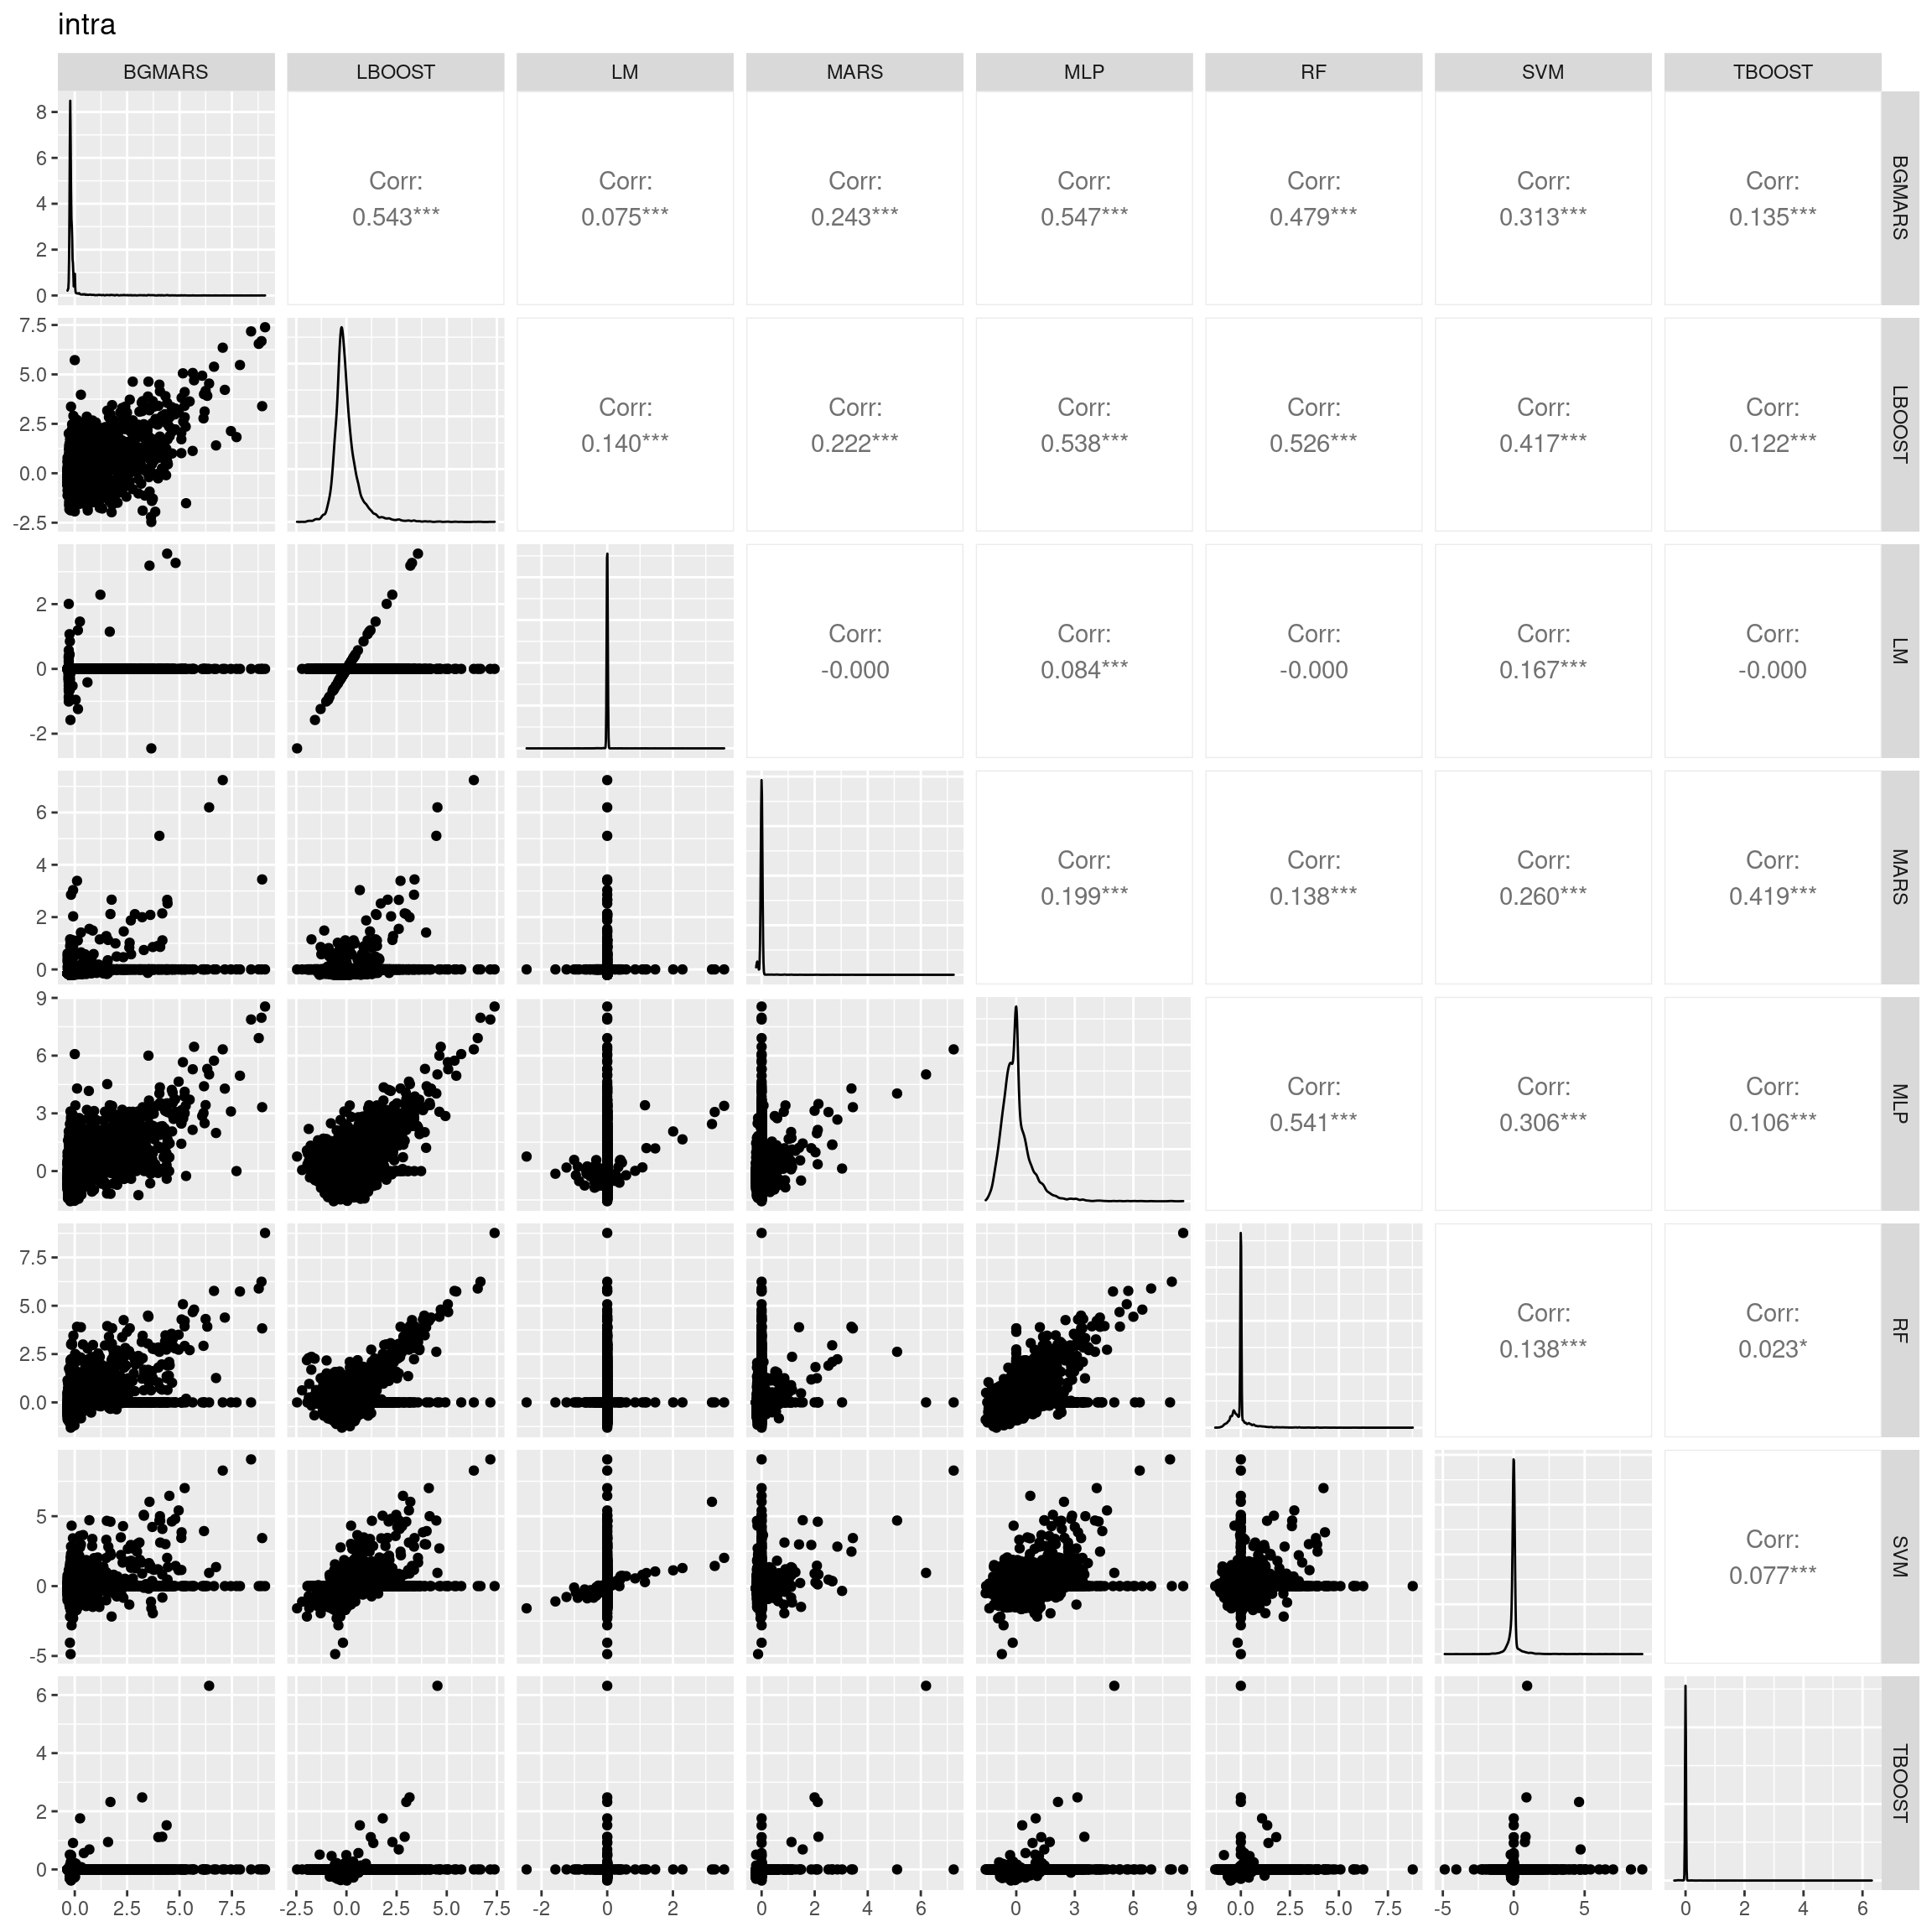 intra
BGMARS LBOOST LM MARS MLP RF SVM TBOOST
8
6
4
2
0
Corr: Corr: Corr: Corr: Corr: Corr: Corr:
0.543*** 0.075*** 0.243*** 0.547*** 0.479*** 0.313*** 0.135***
BGMARS
7.5
5.0
2.5
0.0
-2.5
Corr: Corr: Corr: Corr: Corr: Corr:
0.140*** 0.222*** 0.538*** 0.526*** 0.417*** 0.122***
LBOOST
2
0
-2
Corr: Corr: Corr: Corr: Corr:
-0.000 0.084*** -0.000 0.167*** -0.000
LM
6
4
2
0
Corr: Corr: Corr: Corr:
0.199*** 0.138*** 0.260*** 0.419***
MARS
9
6
3
0
Corr: Corr: Corr:
0.541*** 0.306*** 0.106***
MLP
7.5
5.0
2.5
0.0
Corr: Corr:
0.138*** 0.023*
RF
5
0
-5
Corr:
0.077***
SVM
6
4
2
0
TBOOST
0.0 2.5 5.0 7.5 -2.5 0.0 2.5 5.0 7.5 -2 0 2 0 2 4 6 0 3 6 9 0.0 2.5 5.0 7.5 -5 0 5 0 2 4 6